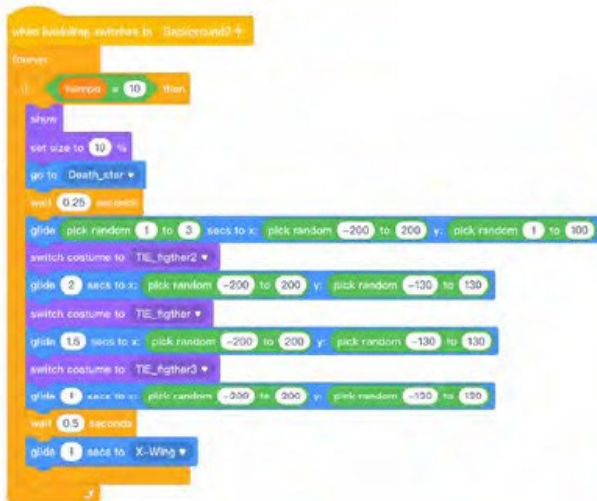 when backdrop switches to Background2
forever
if tiempo = 10 then
show
set size to 10 %
go to Death_star
wait 0.25 seconds
glide pick random 1 to 3 secs to x: pick random -200 to 200 y: pick random 1 to 100
switch costume to TIE_figther2
glide 2 secs to x: pick random -200 to 200 y: pick random -130 to 130
switch costume to TIE_figther
glide 1.5 secs to x: pick random -200 to 200 y: pick random -130 to 130
switch costume to TIE_figther3
glide 1 secs to x: pick random -200 to 200 y: pick random -130 to 130
wait 0.5 seconds
glide 1 secs to X-Wing